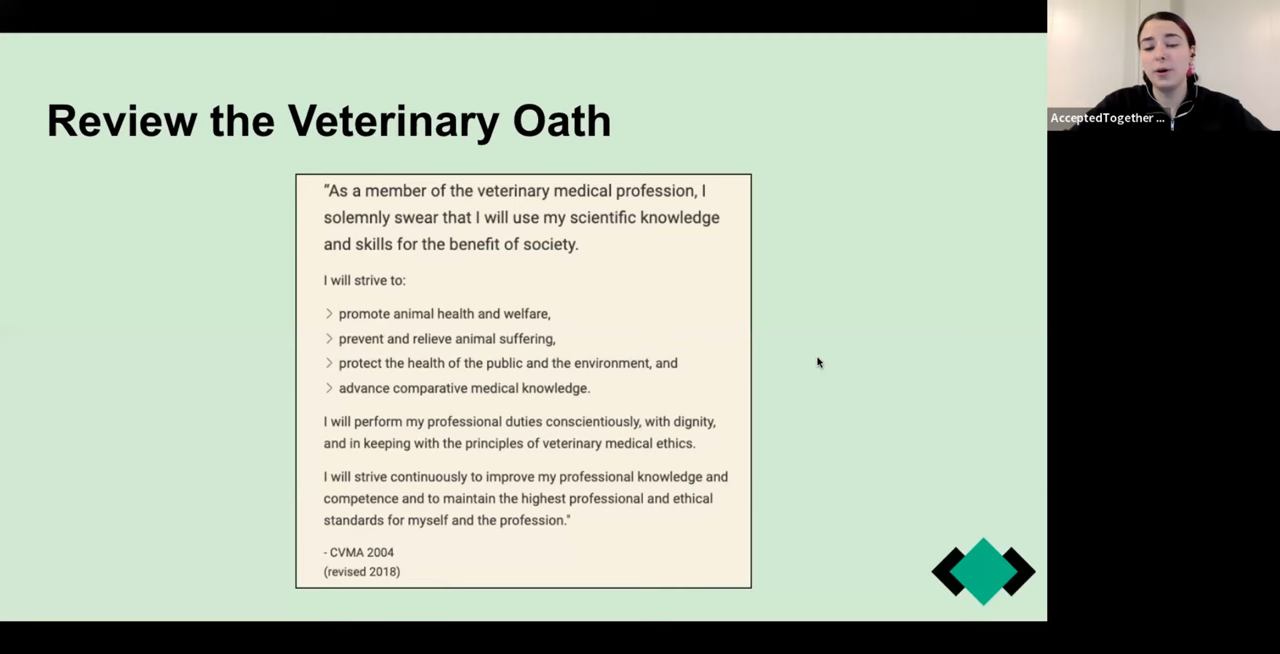 Review the Veterinary Oath
“As a member of the veterinary medical profession, I
solemnly swear that I will use my scientific knowledge
and skills for the benefit of society.
I will strive to:
> promote animal health and welfare,
> prevent and relieve animal suffering,
> protect the health of the public and the environment, and
> advance comparative medical knowledge.
I will perform my professional duties conscientiously, with dignity,
and in keeping with the principles of veterinary medical ethics.
I will strive continuously to improve my professional knowledge and
competence and to maintain the highest professional and ethical
standards for myself and the profession."
- CVMA 2004
(revised 2018)
AcceptedTogether ...